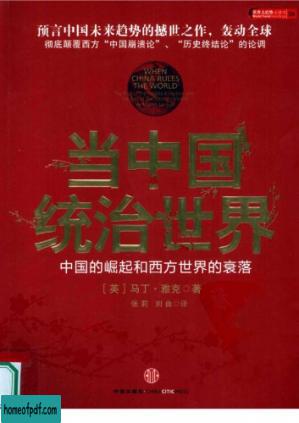 预言中国未来趋势的撼世之作，轰动全球
彻底颠覆西方“中国崩溃论”、“历史终结论”的论调
WHEN
CHINA RULES
THE WORLD
当中国
统治世界
中国的崛起和西方世界的衰落
[英] 马丁·雅克 著
张莉 刘曲 译
中信出版社 CHINA CITIC PRESS
homeofpdf.com